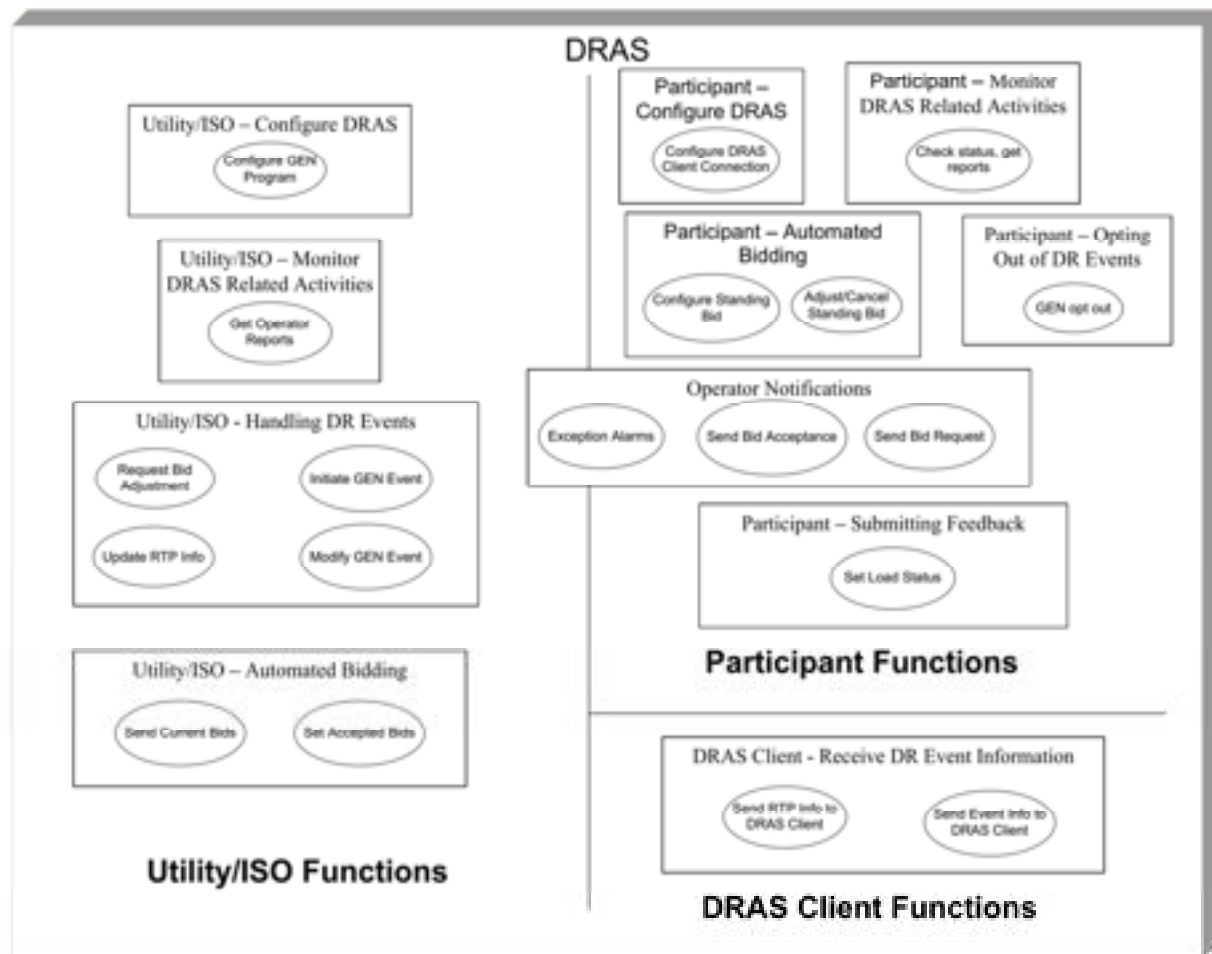 DRAS
Utility/ISO – Configure DRAS
Configure GEN
Program
Utility/ISO – Monitor
DRAS Related Activities
Get Operator
Reports
Utility/ISO - Handling DR Events
Request Bid
Adjustment
Initiate GEN Event
Update RTP Info
Modify GEN Event
Utility/ISO – Automated Bidding
Send Current Bids
Set Accepted Bids
Utility/ISO Functions
Participant –
Configure DRAS
Configure DRAS
Client Connection
Participant – Monitor
DRAS Related Activities
Check status, get
reports
Participant – Automated
Bidding
Configure Standing
Bid
Adjust/Cancel
Standing Bid
Participant – Opting
Out of DR Events
GEN opt out
Operator Notifications
Exception Alarms
Send Bid Acceptance
Send Bid Request
Participant – Submitting Feedback
Set Load Status
Participant Functions
DRAS Client - Receive DR Event Information
Send RTP Info to
DRAS Client
Send Event Info to
DRAS Client
DRAS Client Functions